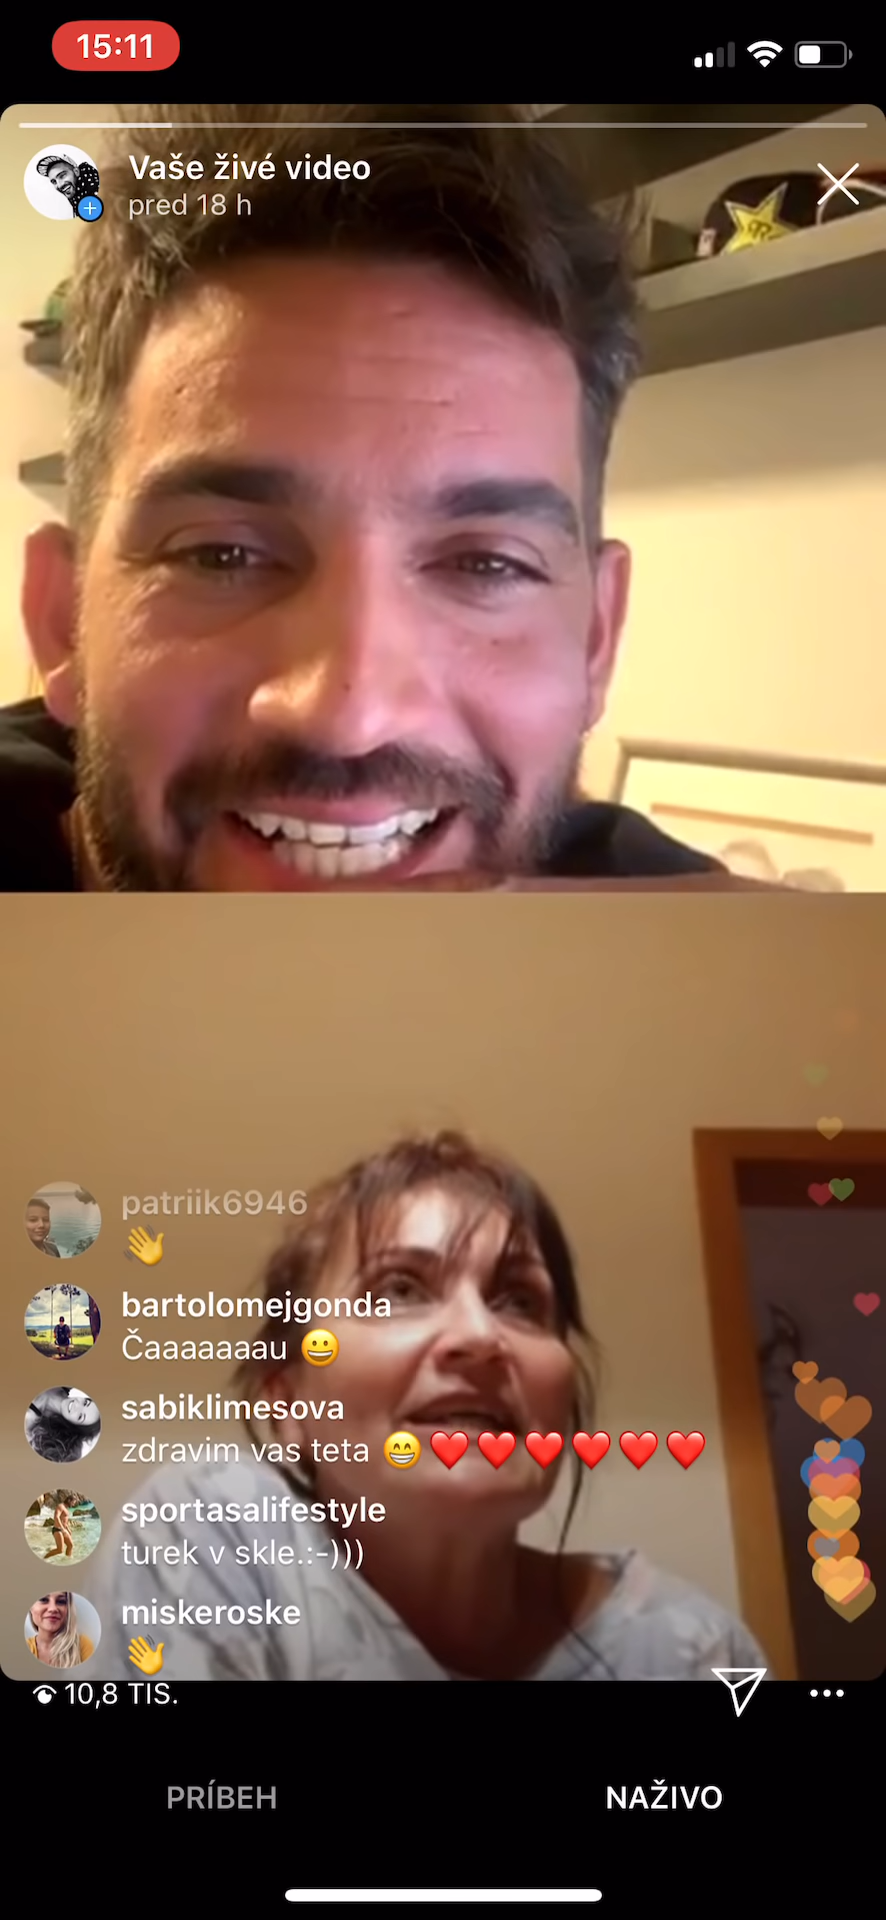 15:11
Vaše živé video
pred 18 h
patriik6946
👋
bartolomejgonda
Čaaaaaaau 😀
sabiklimesova
zdravim vas teta 😁❤️❤️❤️❤️❤️❤️
sportasalifestyle
turek v skle.:-)))
miskeroske
👋
10,8 TIS.
PRÍBEH
NAŽIVO